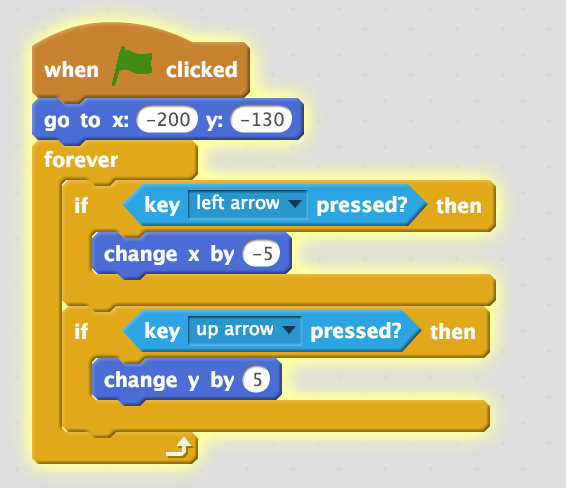 when clicked
go to x: -200 y: -130
forever
if key left arrow pressed? then
change x by -5
if key up arrow pressed? then
change y by 5